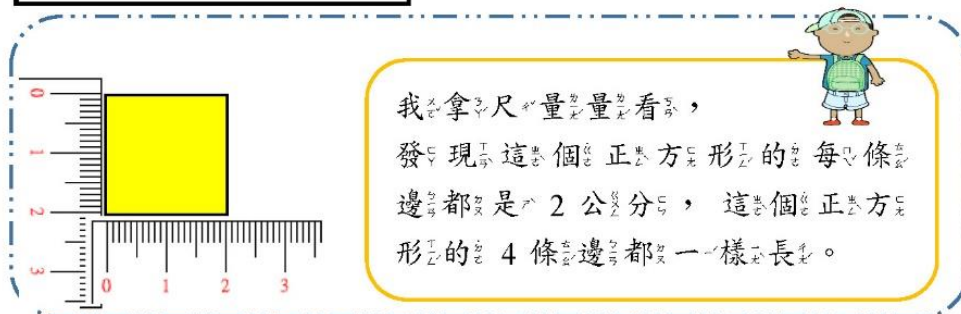 0
1
2
3
0 1 2 3
我拿尺量量看，
發現這個正方形的每條
邊都是 2 公分， 這個正方
形的 4 條邊都一樣長。